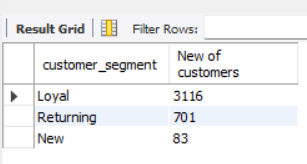 Result Grid Filter Rows:
customer_segment New of
customers
Loyal 3116
Returning 701
New 83